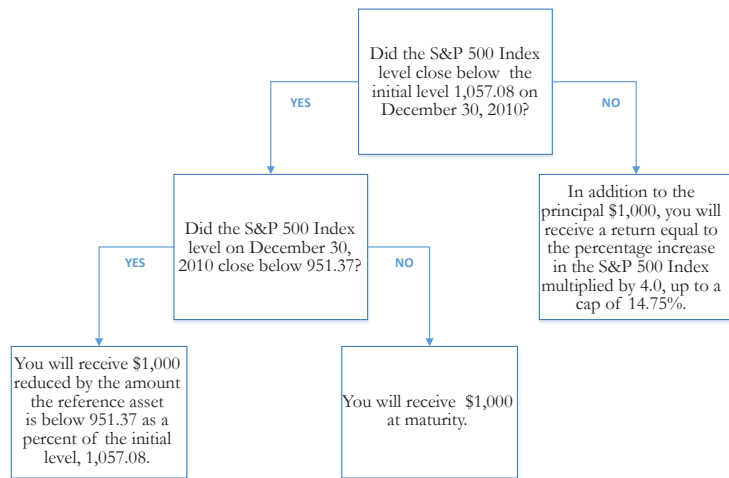 Did the S&P 500 Index
level close below the
initial level 1,057.08 on
December 30, 2010?
YES
NO
Did the S&P 500 Index
level on December 30,
2010 close below 951.37?
In addition to the
principal $1,000, you will
receive a return equal to
the percentage increase
in the S&P 500 Index
multiplied by 4.0, up to a
cap of 14.75%.
YES
NO
You will receive $1,000
reduced by the amount
the reference asset
is below 951.37 as a
percent of the initial
level, 1,057.08.
You will receive $1,000
at maturity.